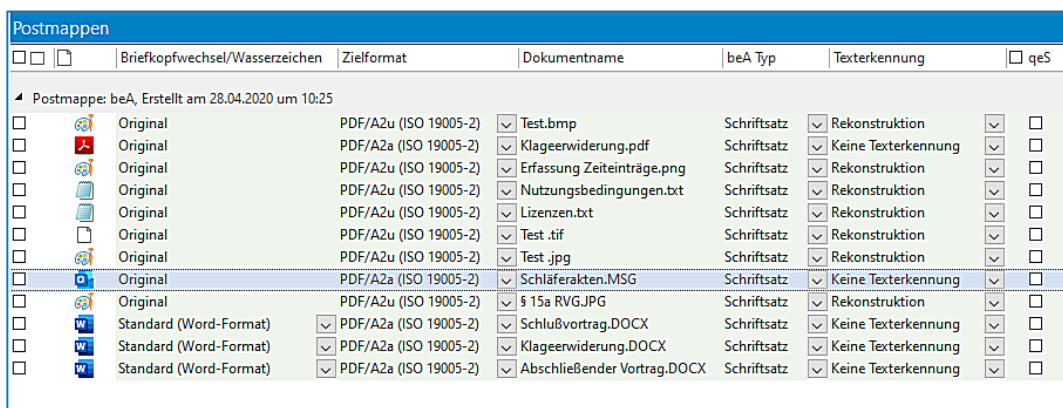 Postmappen
Briefkopfwechsel/Wasserzeichen Zielformat Dokumentname beA Typ Texterkennung qeS
Postmappe: beA, Erstellt am 28.04.2020 um 10:25
Original PDF/A2u (ISO 19005-2) Test.bmp Schriftsatz Rekonstruktion
Original PDF/A2a (ISO 19005-2) Klageerwiderung.pdf Schriftsatz Keine Texterkennung
Original PDF/A2u (ISO 19005-2) Erfassung Zeiteinträge.png Schriftsatz Rekonstruktion
Original PDF/A2u (ISO 19005-2) Nutzungsbedingungen.txt Schriftsatz Rekonstruktion
Original PDF/A2u (ISO 19005-2) Lizenzen.txt Schriftsatz Rekonstruktion
Original PDF/A2u (ISO 19005-2) Test .tif Schriftsatz Rekonstruktion
Original PDF/A2u (ISO 19005-2) Test .jpg Schriftsatz Rekonstruktion
Original PDF/A2a (ISO 19005-2) Schläferakten.MSG Schriftsatz Keine Texterkennung
Original PDF/A2u (ISO 19005-2) § 15a RVG.JPG Schriftsatz Rekonstruktion
Standard (Word-Format) PDF/A2a (ISO 19005-2) Schlußvortrag.DOCX Schriftsatz Keine Texterkennung
Standard (Word-Format) PDF/A2a (ISO 19005-2) Klageerwiderung.DOCX Schriftsatz Keine Texterkennung
Standard (Word-Format) PDF/A2a (ISO 19005-2) Abschließender Vortrag.DOCX Schriftsatz Keine Texterkennung